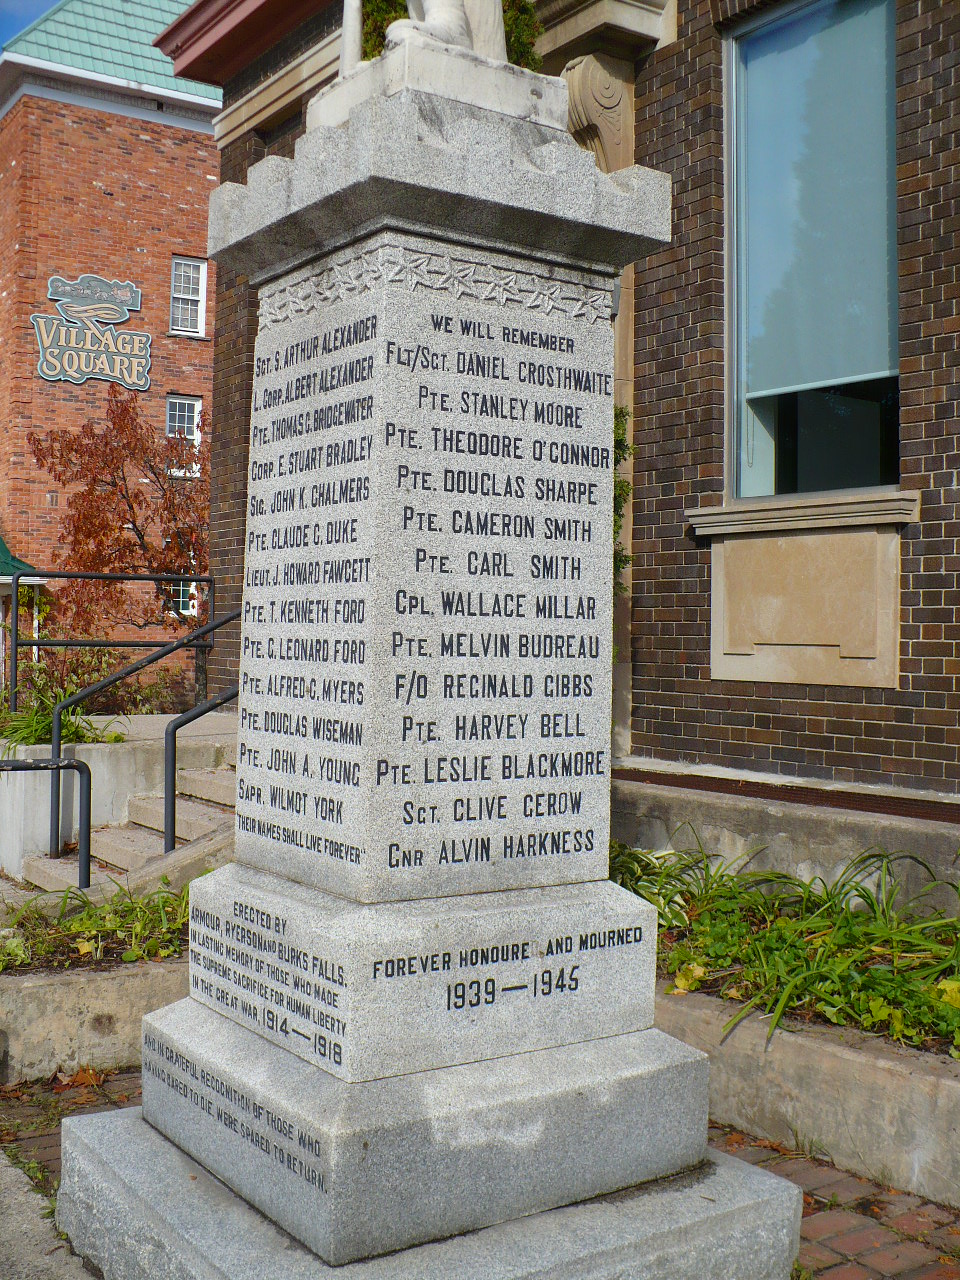 VILLAGE
SQUARE
SGT. S. ARTHUR ALEXANDER
L. CORP. ALBERT ALEXANDER
PTE. THOMAS G. BRIDGEWATER
CORP. E. STUART BRADLEY
SIG. JOHN K. CHALMERS
PTE. CLAUDE C. DUKE
LIEUT. J. HOWARD FAWCETT
PTE. T. KENNETH FORD
PTE. G. LEONARD FORD
PTE. ALFRED G. MYERS
PTE. DOUGLAS WISEMAN
PTE. JOHN A. YOUNG
SAPR. WILMOT YORK
THEIR NAMES SHALL LIVE FOREVER
ERECTED BY
ARMOUR, RYERSON AND BURKS FALLS,
IN LASTING MEMORY OF THOSE WHO MADE
THE SUPREME SACRIFICE FOR HUMAN LIBERTY
IN THE GREAT WAR, 1914—1918
AND IN GRATEFUL RECOGNITION OF THOSE WHO
HAVING DARED TO DIE, WERE SPARED TO RETURN.
WE WILL REMEMBER
FLT/SGT. DANIEL CROSTHWAITE
PTE. STANLEY MOORE
PTE. THEODORE O'CONNOR
PTE. DOUGLAS SHARPE
PTE. CAMERON SMITH
PTE. CARL SMITH
CPL. WALLACE MILLAR
PTE. MELVIN BUDREAU
F/O REGINALD GIBBS
PTE. HARVEY BELL
PTE. LESLIE BLACKMORE
SGT. CLIVE GEROW
GNR ALVIN HARKNESS
FOREVER HONOURED AND MOURNED
1939—1945